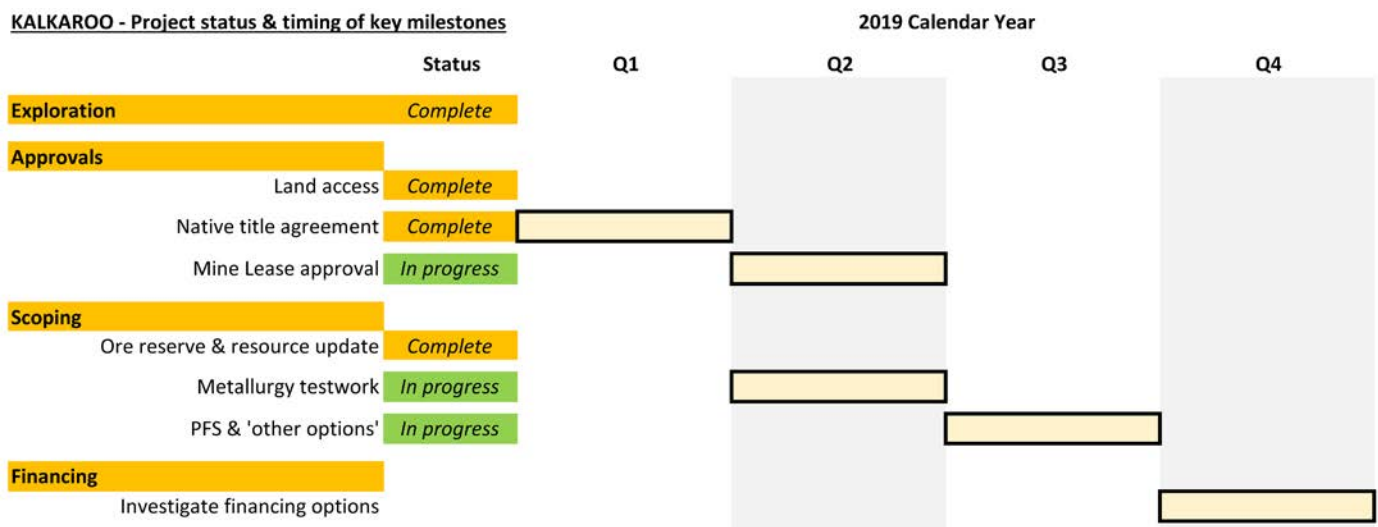 KALKAROO - Project status & timing of key milestones 2019 Calendar Year
Status Q1 Q2 Q3 Q4
Exploration Complete
Approvals
Land access Complete
Native title agreement Complete
Mine Lease approval In progress
Scoping
Ore reserve & resource update Complete
Metallurgy testwork In progress
PFS & 'other options' In progress
Financing
Investigate financing options